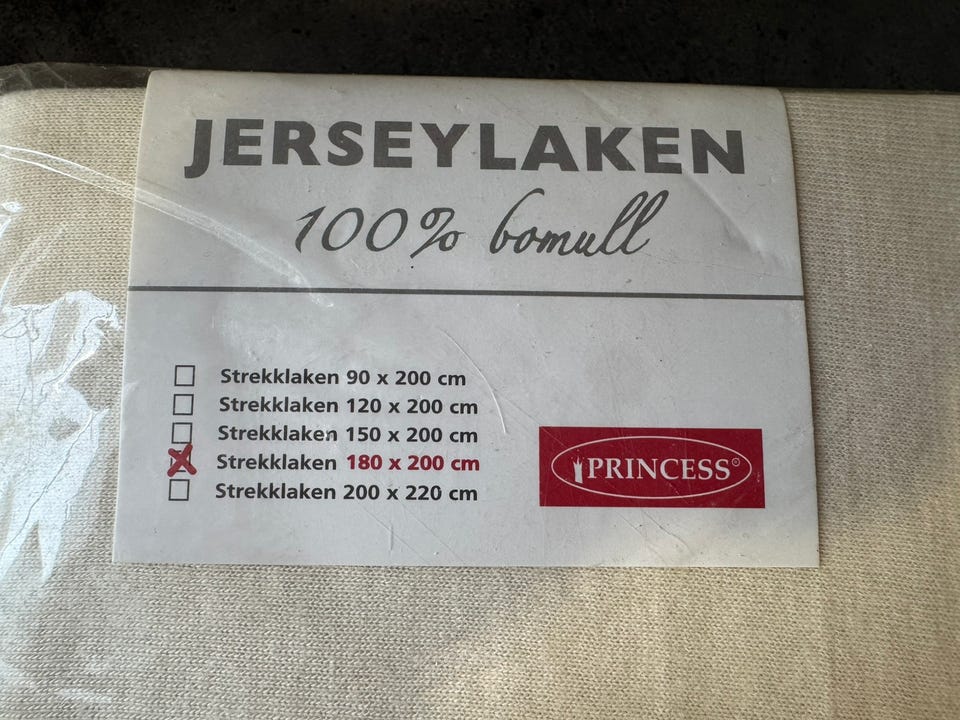 JERSEYLAKEN
100% bomull
Strekklaken 90 x 200 cm
Strekklaken 120 x 200 cm
Strekklaken 150 x 200 cm
Strekklaken 180 x 200 cm
Strekklaken 200 x 220 cm
PRINCESS®